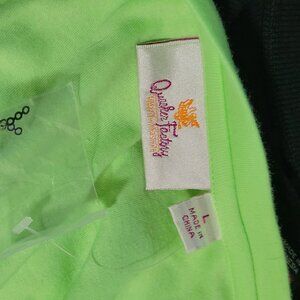 Quacker
Factory
L
MADE IN
CHINA